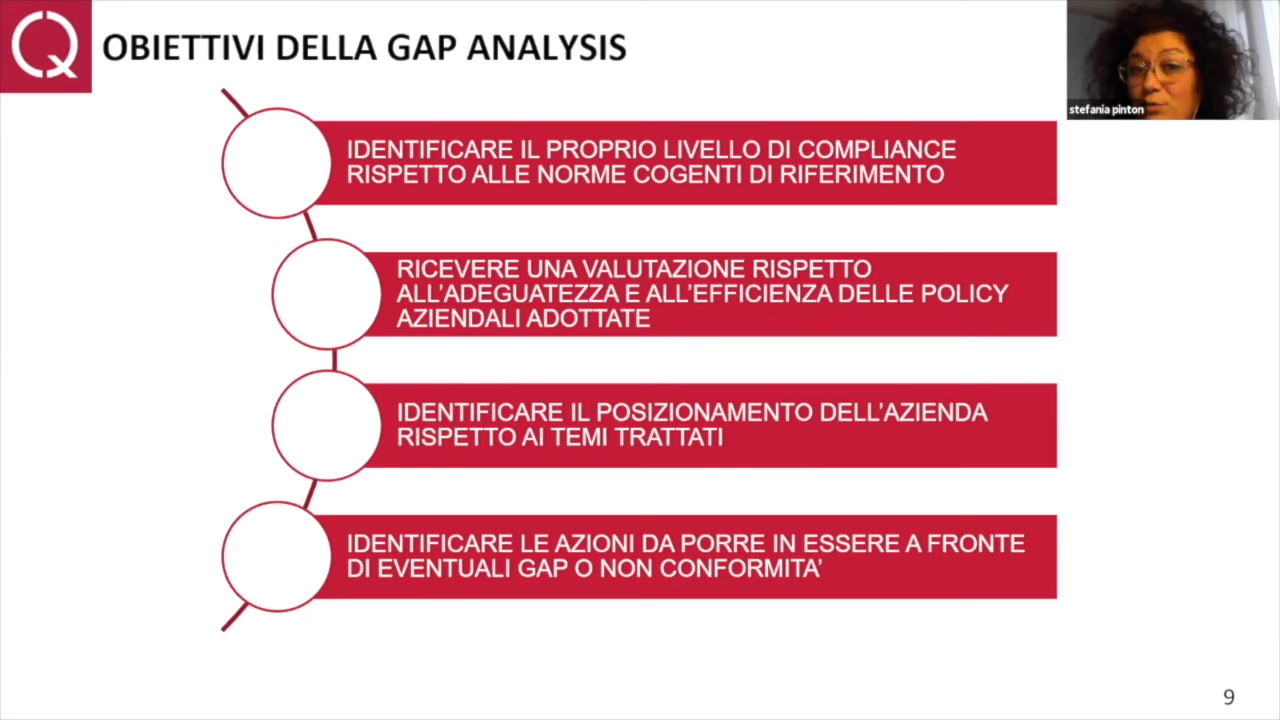 OBIETTIVI DELLA GAP ANALYSIS
stefania pinton
IDENTIFICARE IL PROPRIO LIVELLO DI COMPLIANCE
RISPETTO ALLE NORME COGENTI DI RIFERIMENTO
RICEVERE UNA VALUTAZIONE RISPETTO
ALL’ADEGUATEZZA E ALL’EFFICIENZA DELLE POLICY
AZIENDALI ADOTTATE
IDENTIFICARE IL POSIZIONAMENTO DELL’AZIENDA
RISPETTO AI TEMI TRATTATI
IDENTIFICARE LE AZIONI DA PORRE IN ESSERE A FRONTE
DI EVENTUALI GAP O NON CONFORMITA’
9